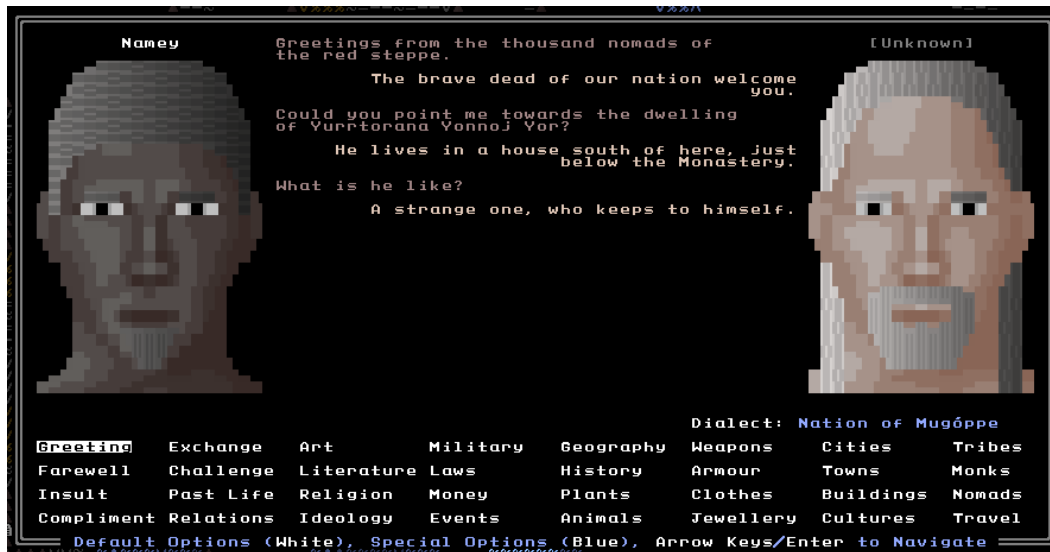 Namey
Greetings from the thousand nomads of
the red steppe.
[Unknown]
The brave dead of our nation welcome
you.
Could you point me towards the dwelling
of Yurrtorana Yonnoj Yor?
He lives in a house south of here, just
below the Monastery.
What is he like?
A strange one, who keeps to himself.
Dialect: Nation of Mugóppe
Greeting Exchange Art Military Geography Weapons Cities Tribes
Farewell Challenge Literature Laws History Armour Towns Monks
Insult Past Life Religion Money Plants Clothes Buildings Nomads
Compliment Relations Ideology Events Animals Jewellery Cultures Travel
Default Options (White), Special Options (Blue), Arrow Keys/Enter to Navigate